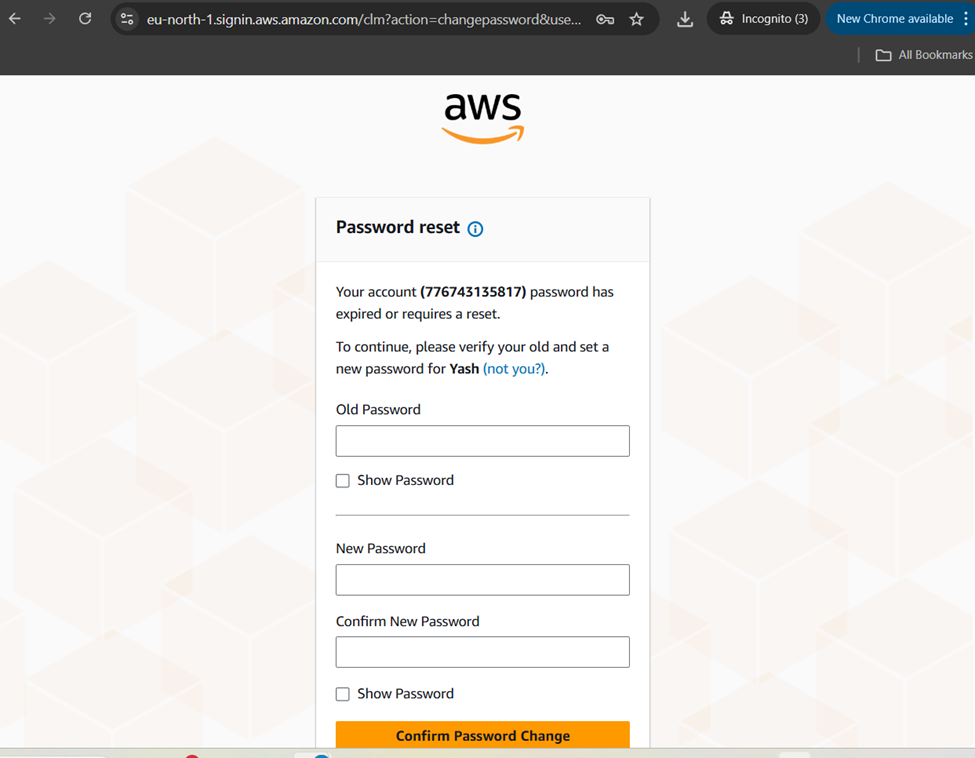 eu-north-1.signin.aws.amazon.com/clm?action=changepassword&use...
Incognito (3)
New Chrome available
All Bookmarks
aws
Password reset
Your account (776743135817) password has
expired or requires a reset.
To continue, please verify your old and set a
new password for Yash (not you?).
Old Password
Show Password
New Password
Confirm New Password
Show Password
Confirm Password Change